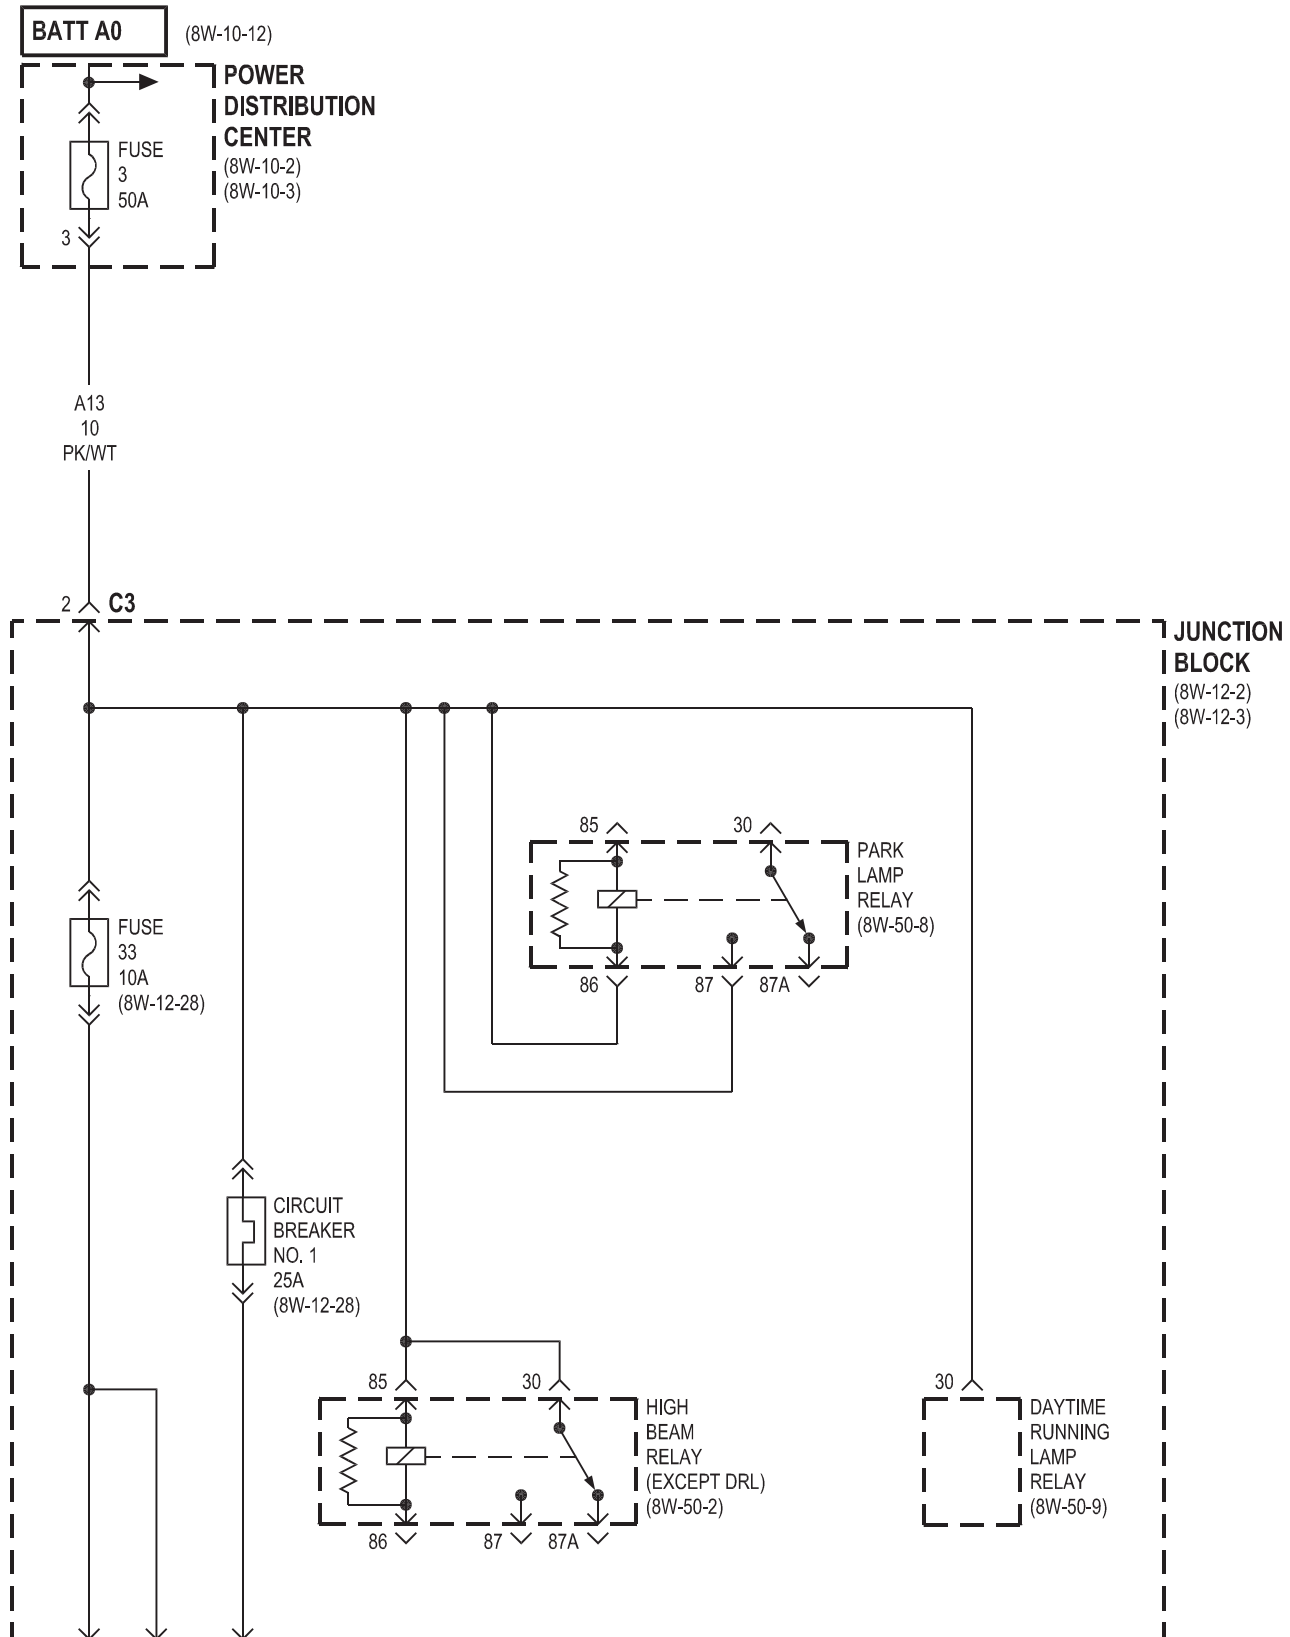 BATT A0
(8W-10-12)
POWER
DISTRIBUTION
CENTER
(8W-10-2)
(8W-10-3)
FUSE
3
50A
3
A13
10
PK/WT
2
C3
JUNCTION
BLOCK
(8W-12-2)
(8W-12-3)
85
30
PARK
LAMP
RELAY
(8W-50-8)
86
87
87A
FUSE
33
10A
(8W-12-28)
CIRCUIT
BREAKER
NO. 1
25A
(8W-12-28)
85
30
HIGH
BEAM
RELAY
(EXCEPT DRL)
(8W-50-2)
86
87
87A
30
DAYTIME
RUNNING
LAMP
RELAY
(8W-50-9)